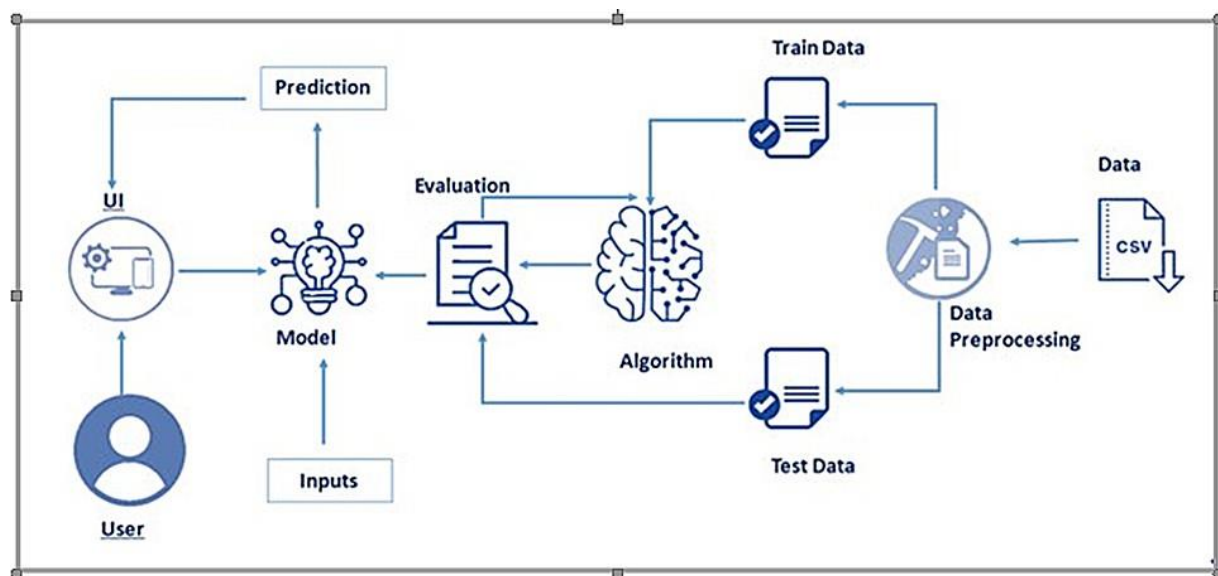 Train Data
Prediction
Data
Evaluation
UI
CSV
Data
Preprocessing
Model
Algorithm
Test Data
Inputs
User